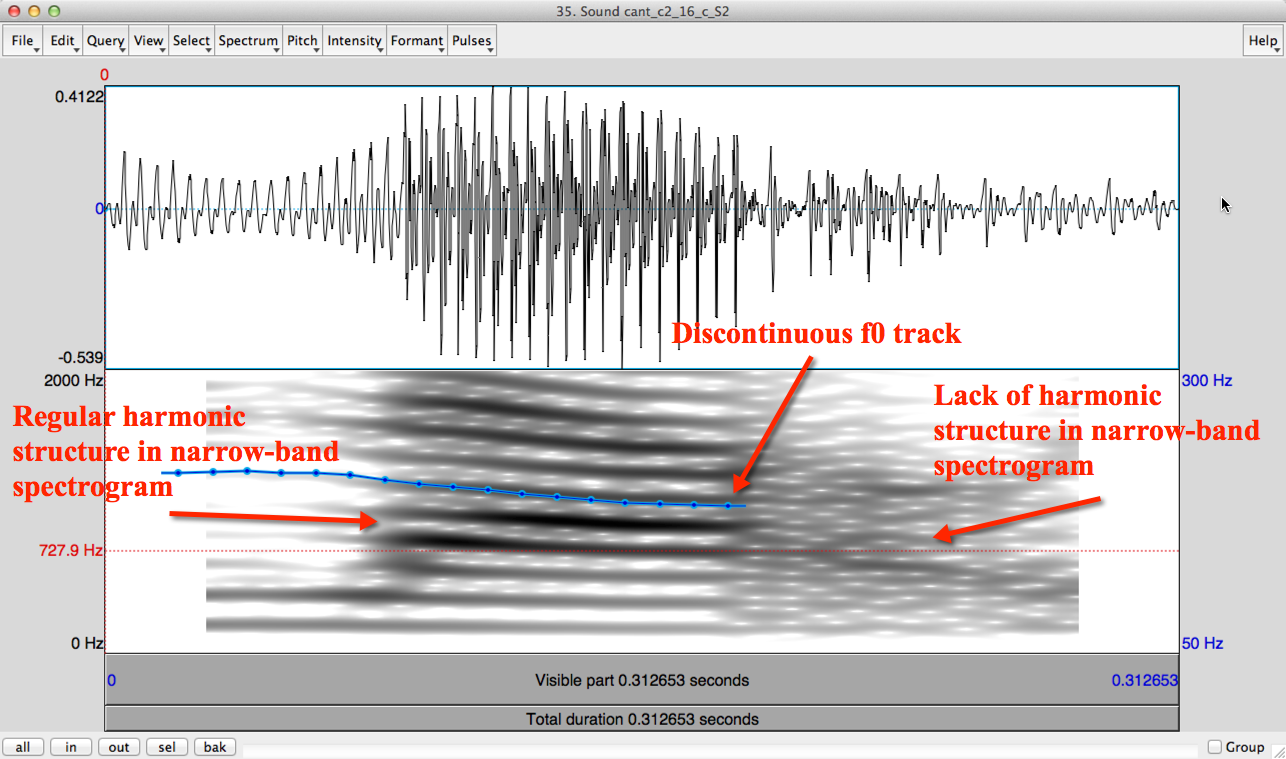 35. Sound cant_c2_16_c_S2
File Edit Query View Select Spectrum Pitch Intensity Formant Pulses Help
0
0.4122
0
-0.539
Discontinuous f0 track
2000 Hz
300 Hz
Regular harmonic
structure in narrow-band
spectrogram
Lack of harmonic
structure in narrow-band
spectrogram
727.9 Hz
0 Hz
50 Hz
0 Visible part 0.312653 seconds 0.312653
Total duration 0.312653 seconds
all in out sel bak Group